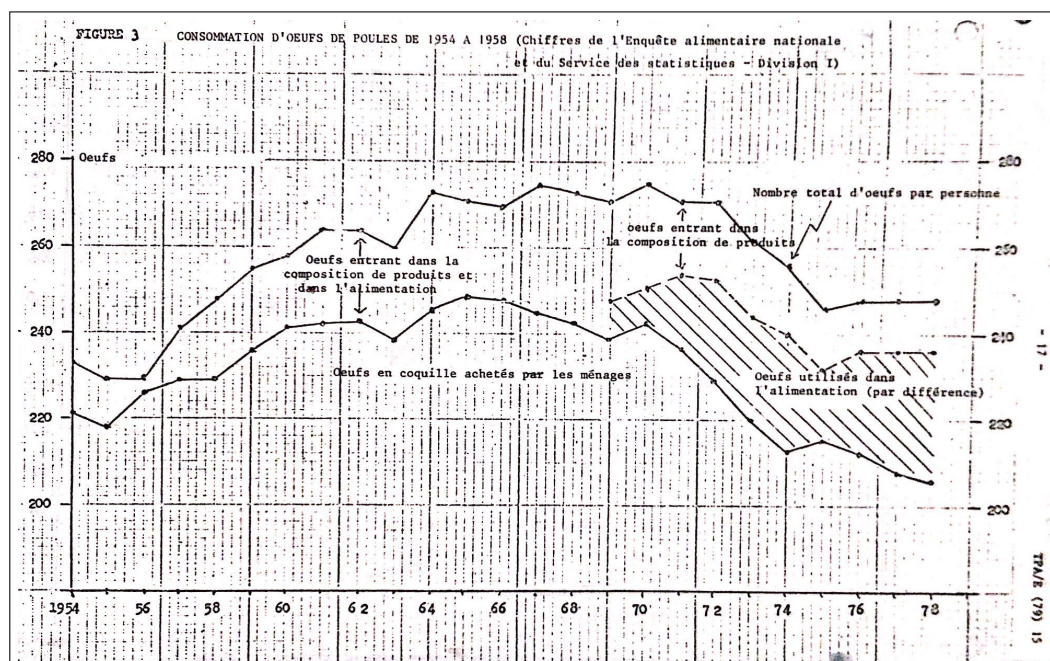 FIGURE 3
CONSOMMATION D'OEUFS DE POULES DE 1954 A 1958 (Chiffres de l'Enquête alimentaire nationale
et du Service des statistiques - Division I)
280
Oeufs
280
Nombre total d'oeufs par personne
oeufs entrant dans
la composition de produits
260
260
Oeufs entrant dans la
composition de produits et
dans l'alimentation
240
240
Oeufs en coquille achetés par les ménages
Oeufs utilisés dans
l'alimentation (par différence)
220
220
200
200
1954 56 58 60 62 64 66 68 70 72 74 76 78
- 17 -
TPA/E (79) 15